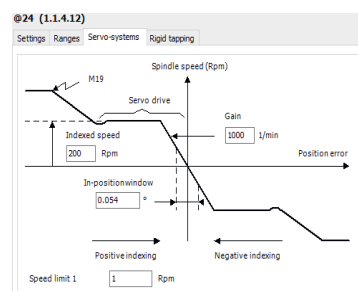 @24 (1.1.4.12)
Settings Ranges Servo-systems Rigid tapping
Spindle speed (Rpm)
M19
Servo drive
Gain
Indexed speed
1000 1/min
200 Rpm
Position error
In-positionwindow
0.054 °
Positive indexing Negative indexing
Speed limit 1 1 Rpm